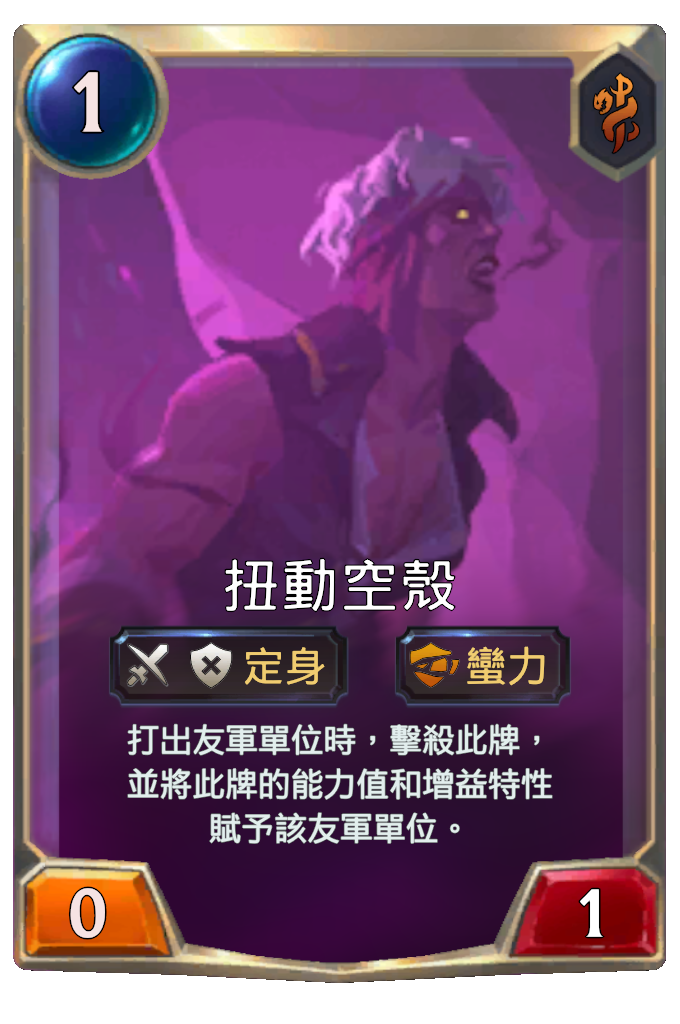 1
扭動空殼
定身 蠻力
打出友軍單位時，擊殺此牌，
並將此牌的能力值和增益特性
賦予該友軍單位。
0 1